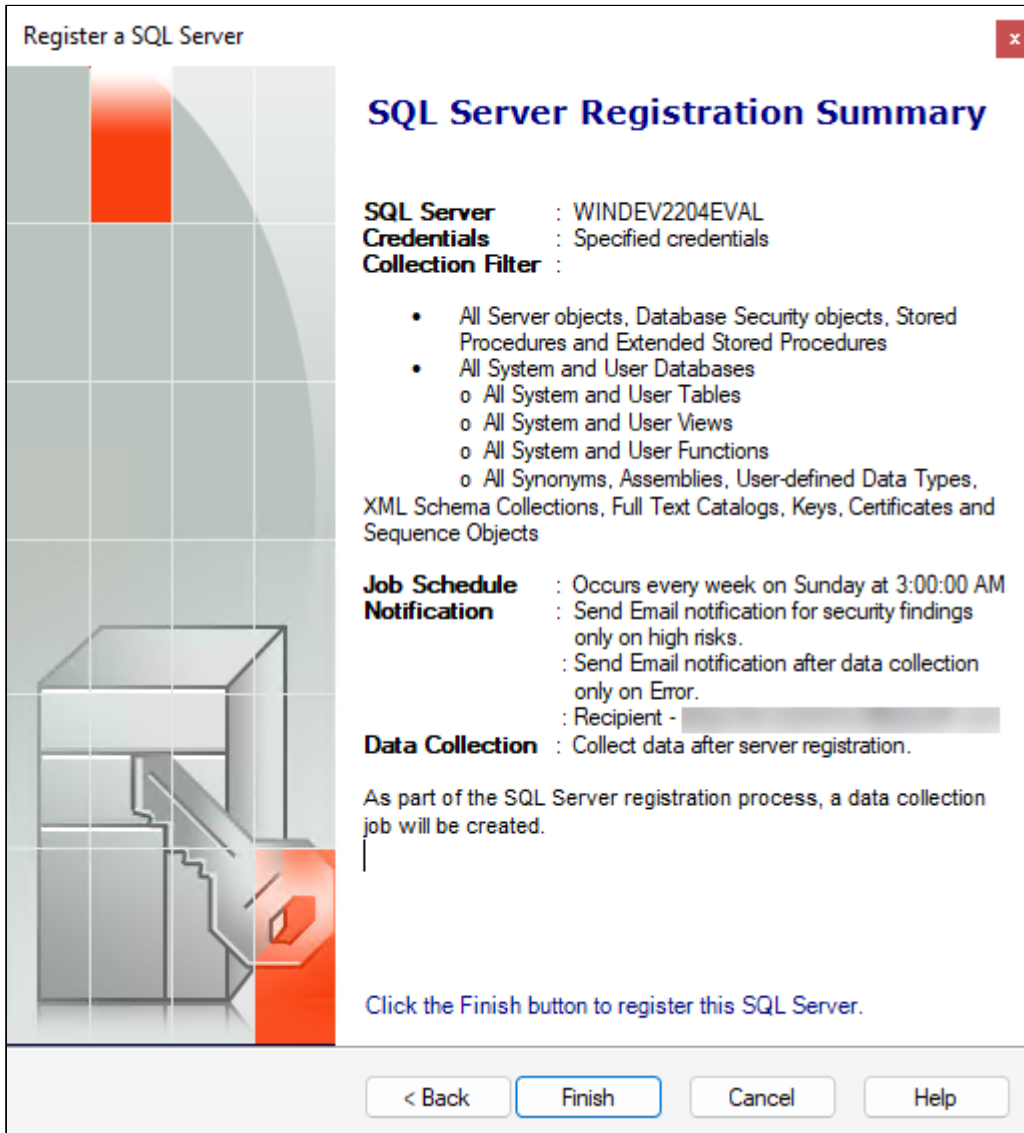 Register a SQL Server
x
SQL Server Registration Summary
SQL Server : WINDEV2204EVAL
Credentials : Specified credentials
Collection Filter :
• All Server objects, Database Security objects, Stored
Procedures and Extended Stored Procedures
• All System and User Databases
o All System and User Tables
o All System and User Views
o All System and User Functions
o All Synonyms, Assemblies, User-defined Data Types,
XML Schema Collections, Full Text Catalogs, Keys, Certificates and
Sequence Objects
Job Schedule : Occurs every week on Sunday at 3:00:00 AM
Notification : Send Email notification for security findings
only on high risks.
: Send Email notification after data collection
only on Error.
: Recipient -
Data Collection : Collect data after server registration.
As part of the SQL Server registration process, a data collection
job will be created.
Click the Finish button to register this SQL Server.
< Back Finish Cancel Help